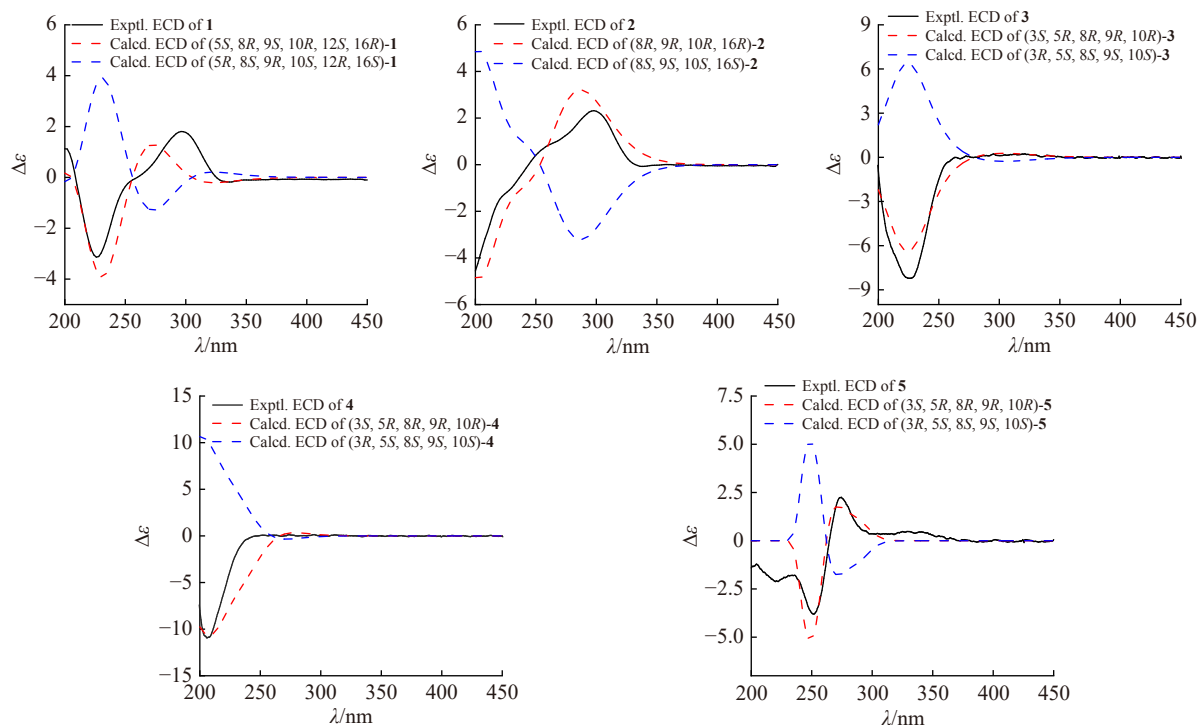 6
4
2
0
−2
−4
200
250
300
350
400
450
Δε
λ/nm
Exptl. ECD of 1
Calcd. ECD of (5S, 8R, 9S, 10R, 12S, 16R)-1
Calcd. ECD of (5R, 8S, 9R, 10S, 12R, 16S)-1
6
4
2
0
−2
−4
−6
200
250
300
350
400
450
Δε
λ/nm
Exptl. ECD of 2
Calcd. ECD of (8R, 9R, 10R, 16R)-2
Calcd. ECD of (8S, 9S, 10S, 16S)-2
9
6
3
0
−3
−6
−9
200
250
300
350
400
450
Δε
λ/nm
Exptl. ECD of 3
Calcd. ECD of (3S, 5R, 8R, 9R, 10R)-3
Calcd. ECD of (3R, 5S, 8S, 9S, 10S)-3
15
10
5
0
−5
−10
−15
200
250
300
350
400
450
Δε
λ/nm
Exptl. ECD of 4
Calcd. ECD of (3S, 5R, 8R, 9R, 10R)-4
Calcd. ECD of (3R, 5S, 8S, 9S, 10S)-4
7.5
5.0
2.5
0
−2.5
−5.0
200
250
300
350
400
450
Δε
λ/nm
Exptl. ECD of 5
Calcd. ECD of (3S, 5R, 8R, 9R, 10R)-5
Calcd. ECD of (3R, 5S, 8S, 9S, 10S)-5